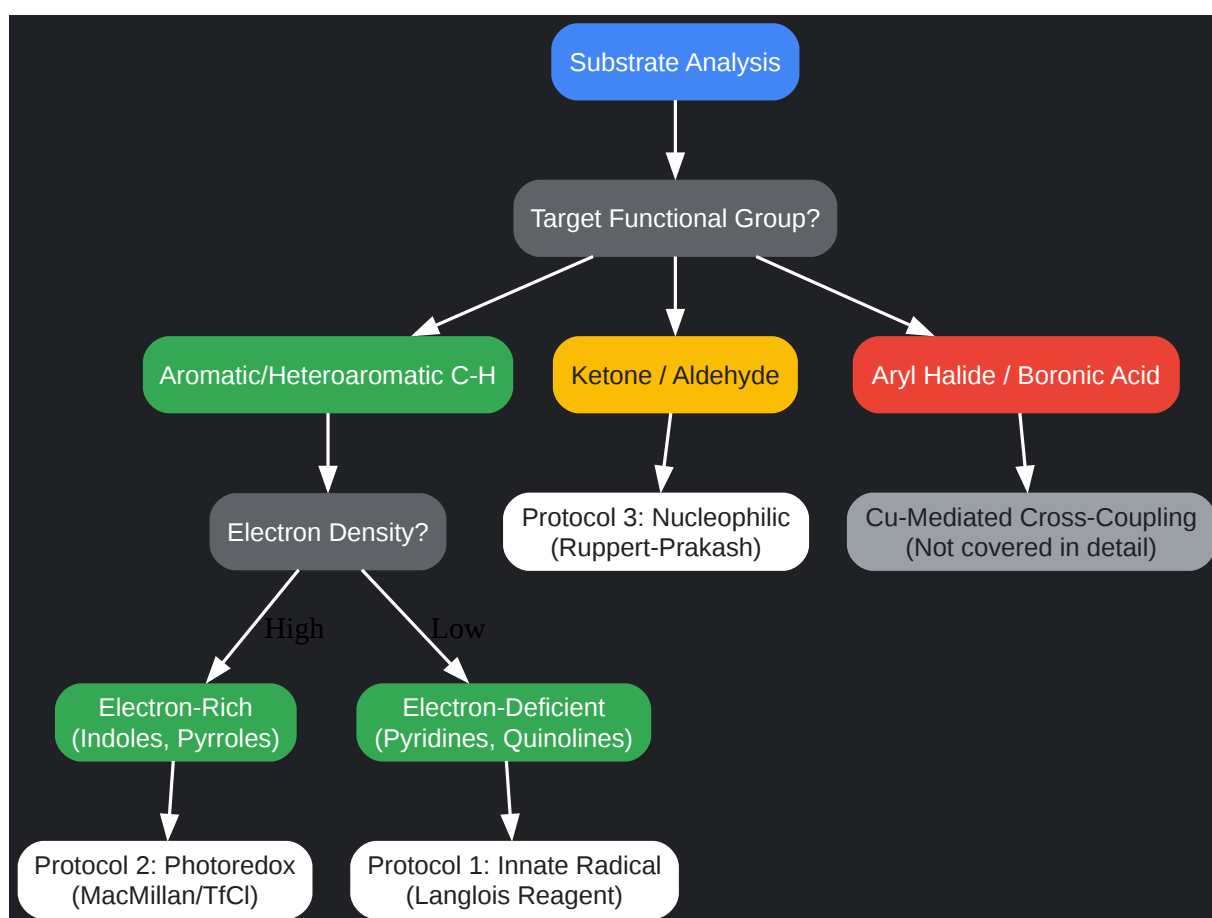 Substrate Analysis
Target Functional Group?
Aromatic/Heteroaromatic C-H
Ketone / Aldehyde
Aryl Halide / Boronic Acid
Electron Density?
Protocol 3: Nucleophilic
(Ruppert-Prakash)
Cu-Mediated Cross-Coupling
(Not covered in detail)
High
Low
Electron-Rich
(Indoles, Pyrroles)
Electron-Deficient
(Pyridines, Quinolines)
Protocol 2: Photoredox
(MacMillan/TfCl)
Protocol 1: Innate Radical
(Langlois Reagent)